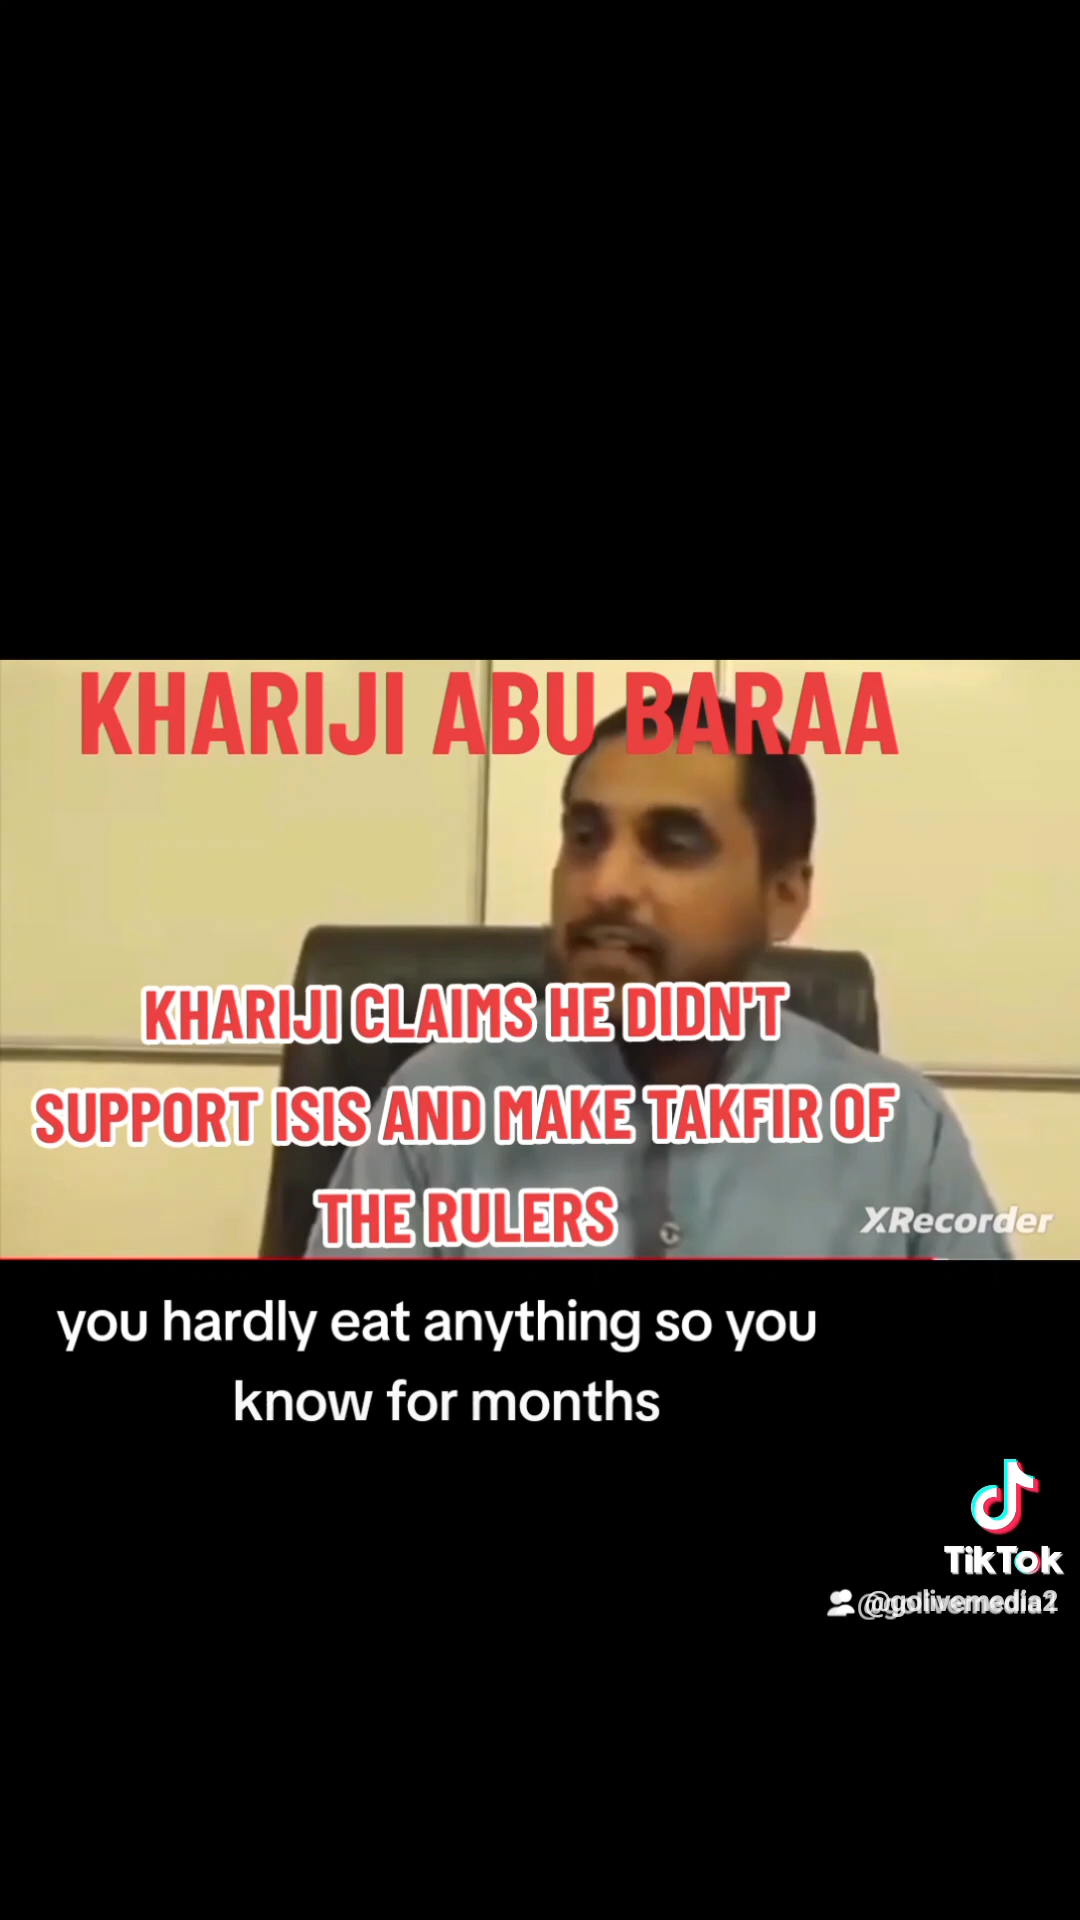 KHARIJI ABU BARAA
KHARIJI CLAIMS HE DIDN'T
SUPPORT ISIS AND MAKE TAKFIR OF
THE RULERS
XRecorder
you hardly eat anything so you
know for months
TikTok
@golivemedia2